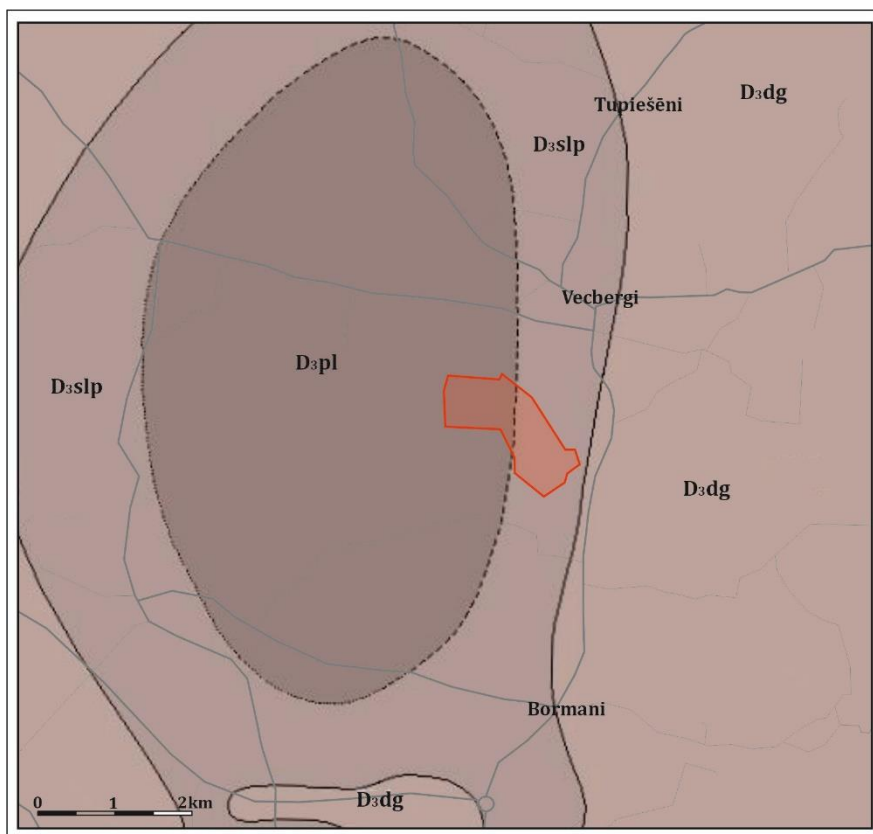 D₃dg
Tupiešēni
D₃slp
Vecbergi
D₃pl
D₃slp
D₃dg
Bormani
D₃dg
0 1 2km